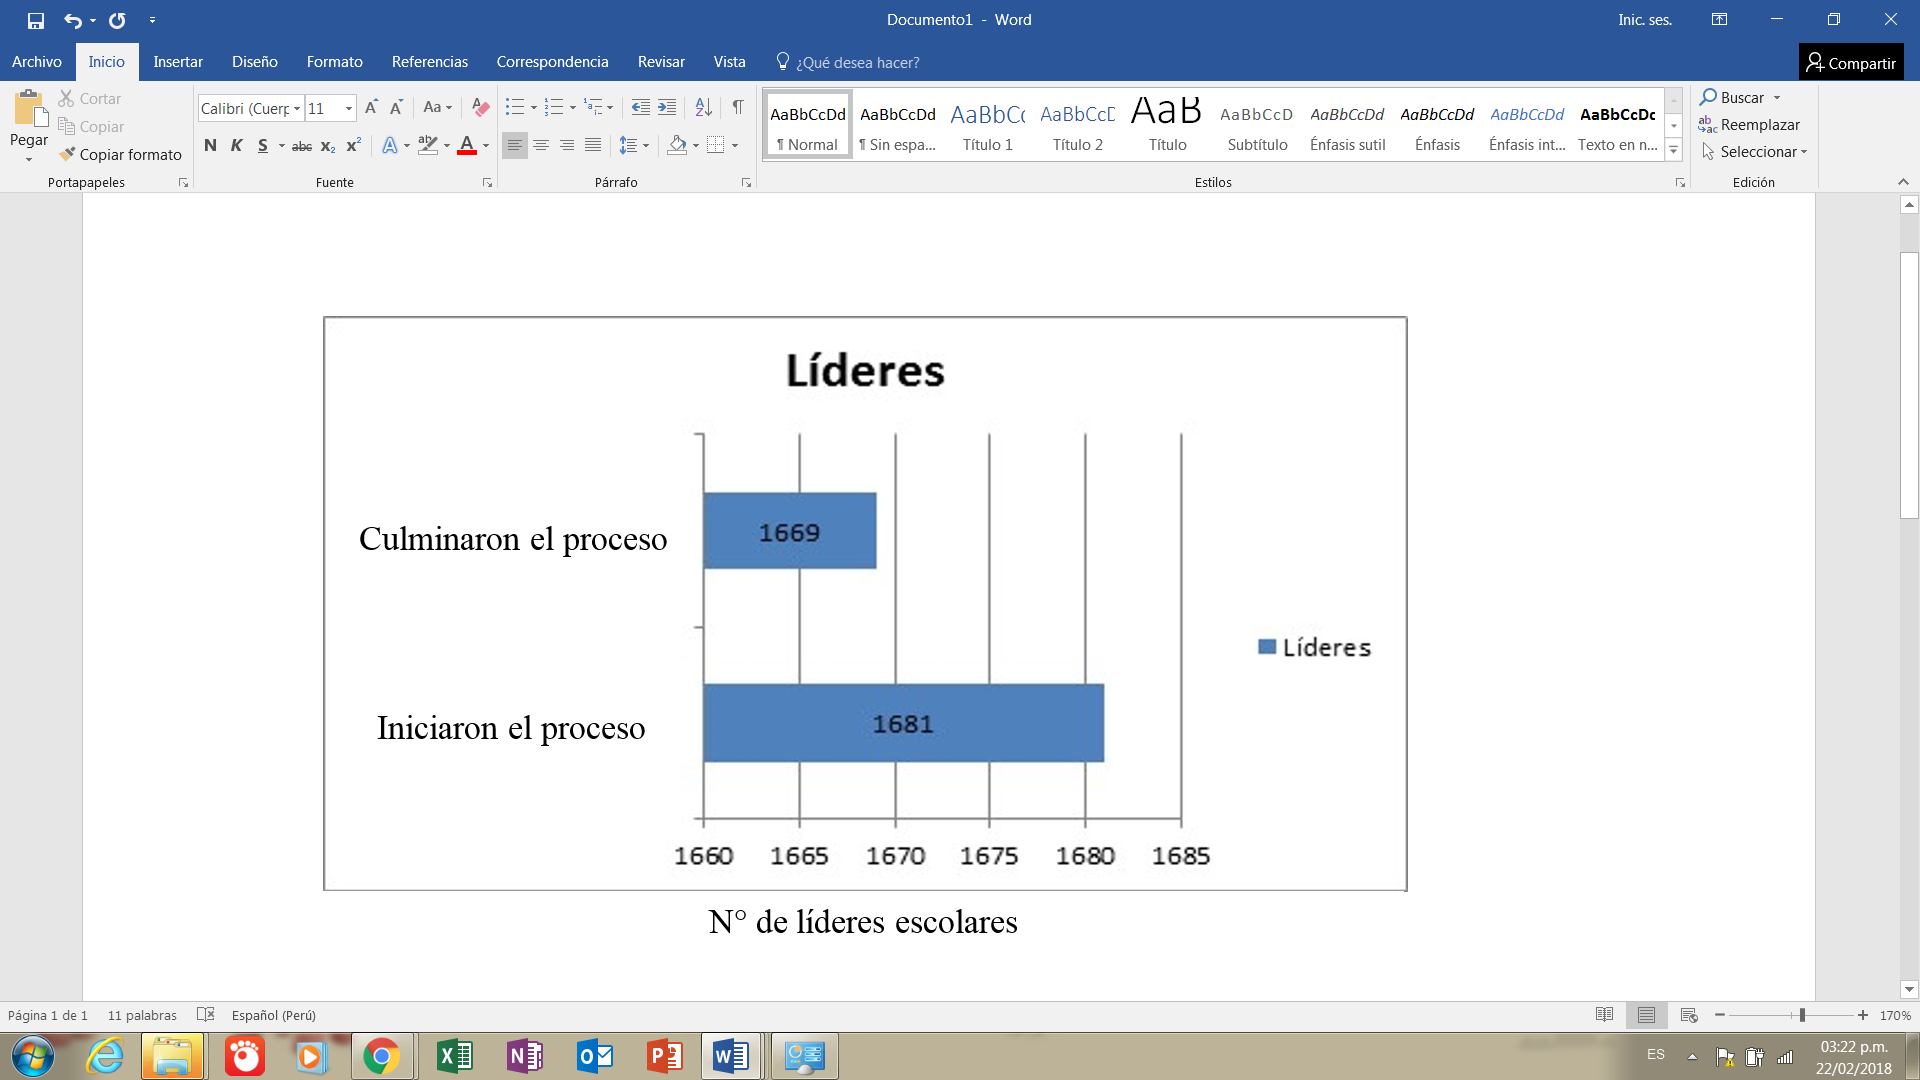 Documento1 - Word
Inic. ses.
Archivo
Inicio
Insertar
Diseño
Formato
Referencias
Correspondencia
Revisar
Vista
¿Qué desea hacer?
Compartir
Pegar
Cortar
Copiar
Copiar formato
Portapapeles
Calibri (Cuerp
11
Aa
N K S abc x₂ x²
Fuente
Párrafo
AaBbCcDd AaBbCcDd AaBbCc AaBbCcD AaB AaBbCcD AaBbCcDd AaBbCcDd AaBbCcDd AaBbCcDc
¶ Normal
¶ Sin espa...
Título 1
Título 2
Título
Subtítulo
Énfasis sutil
Énfasis
Énfasis int...
Texto en n...
Estilos
Buscar
Reemplazar
Seleccionar
Edición
Líderes
Culminaron el proceso
1669
Iniciaron el proceso
1681
Líderes
1660 1665 1670 1675 1680 1685
N° de líderes escolares
Página 1 de 1
11 palabras
Español (Perú)
170%
ES
03:22 p.m.
22/02/2018